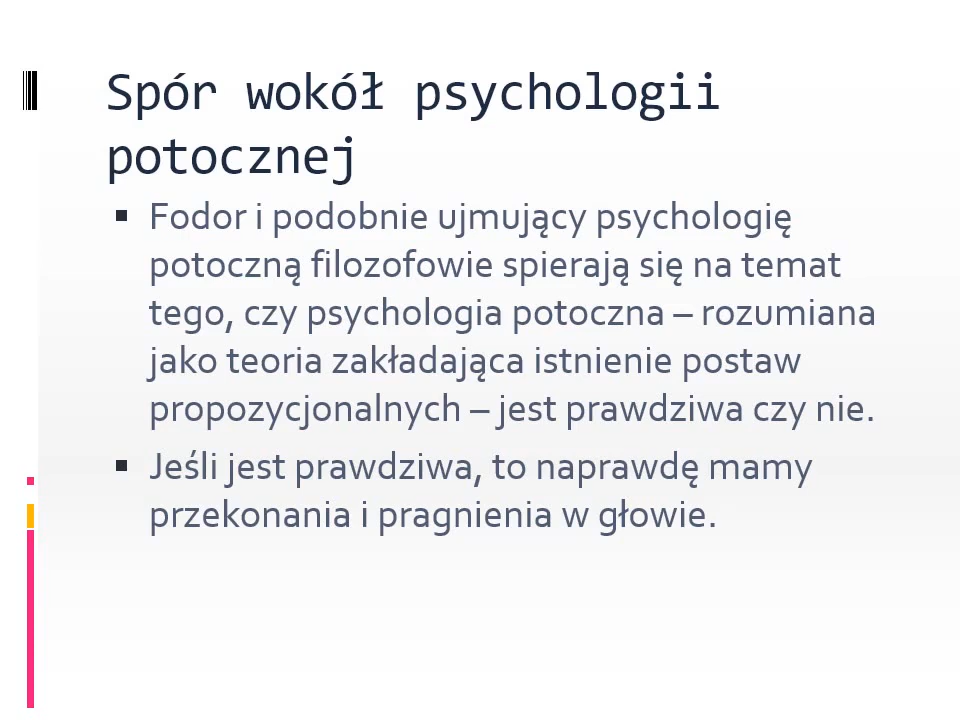 Spór wokół psychologii
potocznej
▪ Fodor i podobnie ujmujący psychologię
potoczną filozofowie spierają się na temat
tego, czy psychologia potoczna – rozumiana
jako teoria zakładająca istnienie postaw
propozycjonalnych – jest prawdziwa czy nie.
▪ Jeśli jest prawdziwa, to naprawdę mamy
przekonania i pragnienia w głowie.